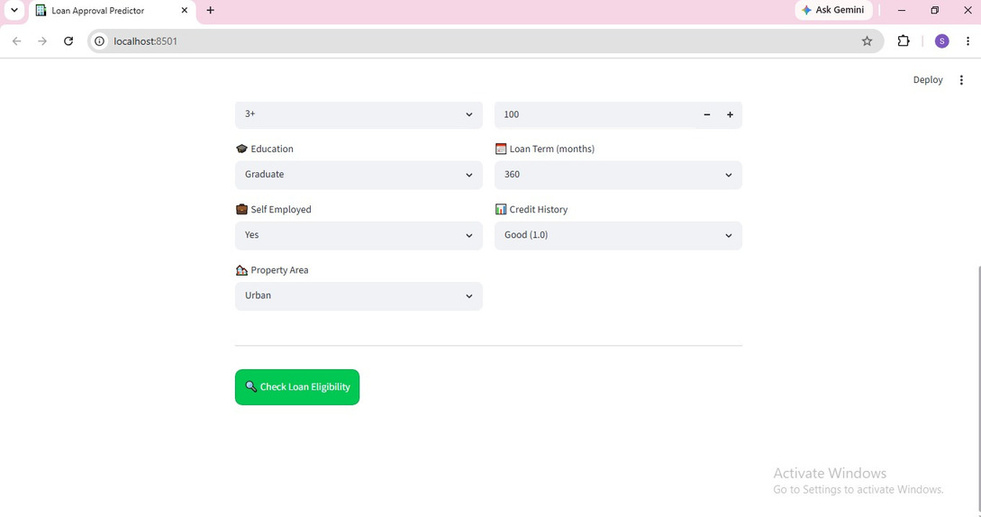 Loan Approval Predictor
Ask Gemini
localhost:8501
S
Deploy
3+
100
Education
Loan Term (months)
Graduate
360
Self Employed
Credit History
Yes
Good (1.0)
Property Area
Urban
Check Loan Eligibility
Activate Windows
Go to Settings to activate Windows.